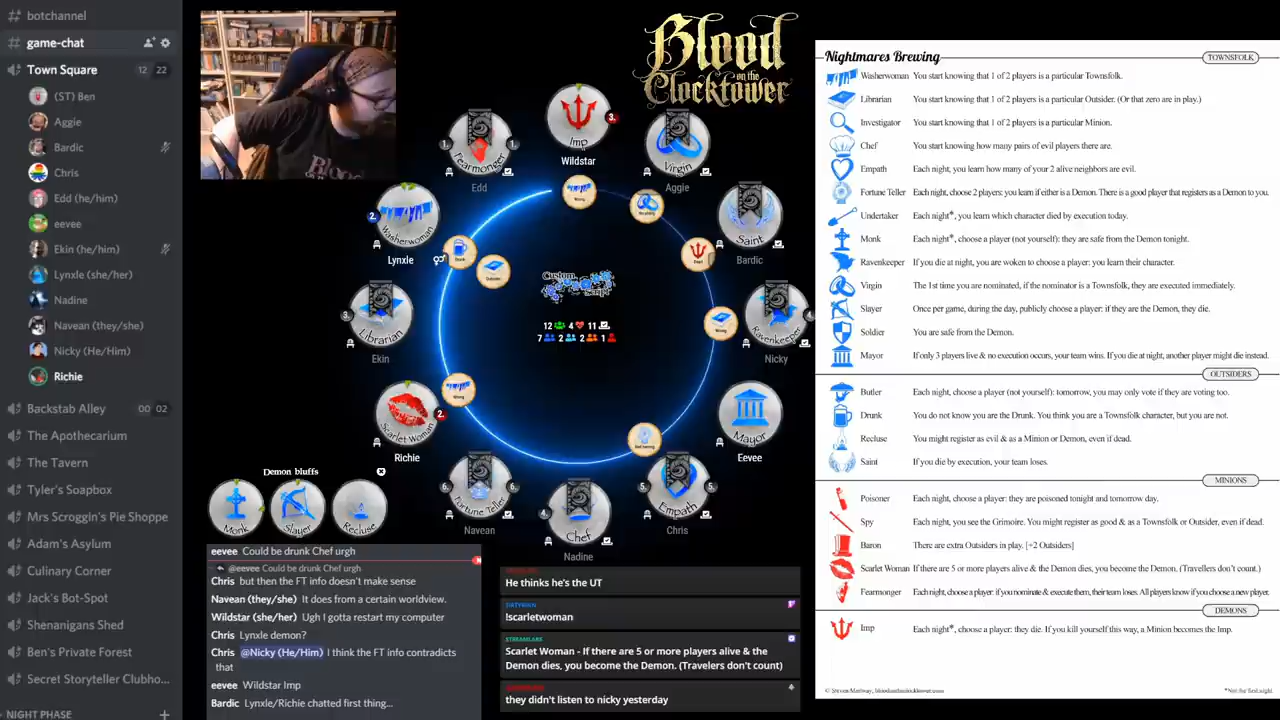 botchannel
game-chat
Town Square 12 22
(ST) Ben
Aggie
Bardic
Chris
Edd (he/him)
eevee
Ekin (he/him)
Lynxle (she/her)
Nadine
Navean (they/she)
Nicky (He/Him)
Richie
Backstab Alley 00 02
The Apothecarium
The Tavern
Tyler's Soapbox
Mrs Scroggin's Pie Shoppe
Adam's Asylum
Culinary Corner
Jack's Bot-Spot
Shenanigans Shed
Ben's Private Forest
Secret Storyteller Clubho...
NIGHT PHASE
Blood
on the
Clocktower
Fearmonger
Edd
Imp
Wildstar
Virgin
Aggie
Saint
Bardic
Ravenkeeper
Nicky
Mayor
Eevee
Empath
Chris
Chef
Nadine
Fortune Teller
Navean
Scarlet Woman
Richie
Librarian
Ekin
Washerwoman
Lynxle
Wrong
Drunk
Outsider
Wrong
Wrong
Red herring
12 4 11
7 2 2 1
Demon bluffs
Monk
Slayer
Recluse
eevee Could be drunk Chef urgh
@eevee Could be drunk Chef urgh
Chris but then the FT info doesn't make sense
Navean (they/she) It does from a certain worldview.
Wildstar (she/her) Ugh I gotta restart my computer
Chris Lynxle demon?
Chris @Nicky (He/Him) I think the FT info contradicts
that
eevee Wildstar Imp
Bardic Lynxle/Richie chatted first thing...
He thinks he's the UT
!scarletwoman
Scarlet Woman - If there are 5 or more players alive & the
Demon dies, you become the Demon. (Travelers don't count)
they didn't listen to nicky yesterday
Nightmares Brewing
TOWNSFOLK
Washerwoman You start knowing that 1 of 2 players is a particular Townsfolk.
Librarian You start knowing that 1 of 2 players is a particular Outsider. (Or that zero are in play.)
Investigator You start knowing that 1 of 2 players is a particular Minion.
Chef You start knowing how many pairs of evil players there are.
Empath Each night, you learn how many of your 2 alive neighbors are evil.
Fortune Teller Each night, choose 2 players: you learn if either is a Demon. There is a good player that registers as a Demon to you.
Undertaker Each night*, you learn which character died by execution today.
Monk Each night*, choose a player (not yourself): they are safe from the Demon tonight.
Ravenkeeper If you die at night, you are woken to choose a player: you learn their character.
Virgin The 1st time you are nominated, if the nominator is a Townsfolk, they are executed immediately.
Slayer Once per game, during the day, publicly choose a player: if they are the Demon, they die.
Soldier You are safe from the Demon.
Mayor If only 3 players live & no execution occurs, your team wins. If you die at night, another player might die instead.
OUTSIDERS
Butler Each night, choose a player (not yourself): tomorrow, you may only vote if they are voting too.
Drunk You do not know you are the Drunk. You think you are a Townsfolk character, but you are not.
Recluse You might register as evil & as a Minion or Demon, even if dead.
Saint If you die by execution, your team loses.
MINIONS
Poisoner Each night, choose a player: they are poisoned tonight and tomorrow day.
Spy Each night, you see the Grimoire. You might register as good & as a Townsfolk or Outsider, even if dead.
Baron There are extra Outsiders in play. [+2 Outsiders]
Scarlet Woman If there are 5 or more players alive & the Demon dies, you become the Demon. (Travellers don't count.)
Fearmonger Each night, choose a player: if you nominate & execute them, their team loses. All players know if you choose a new player.
DEMONS
Imp Each night*, choose a player: they die. If you kill yourself this way, a Minion becomes the Imp.
*Not the first night